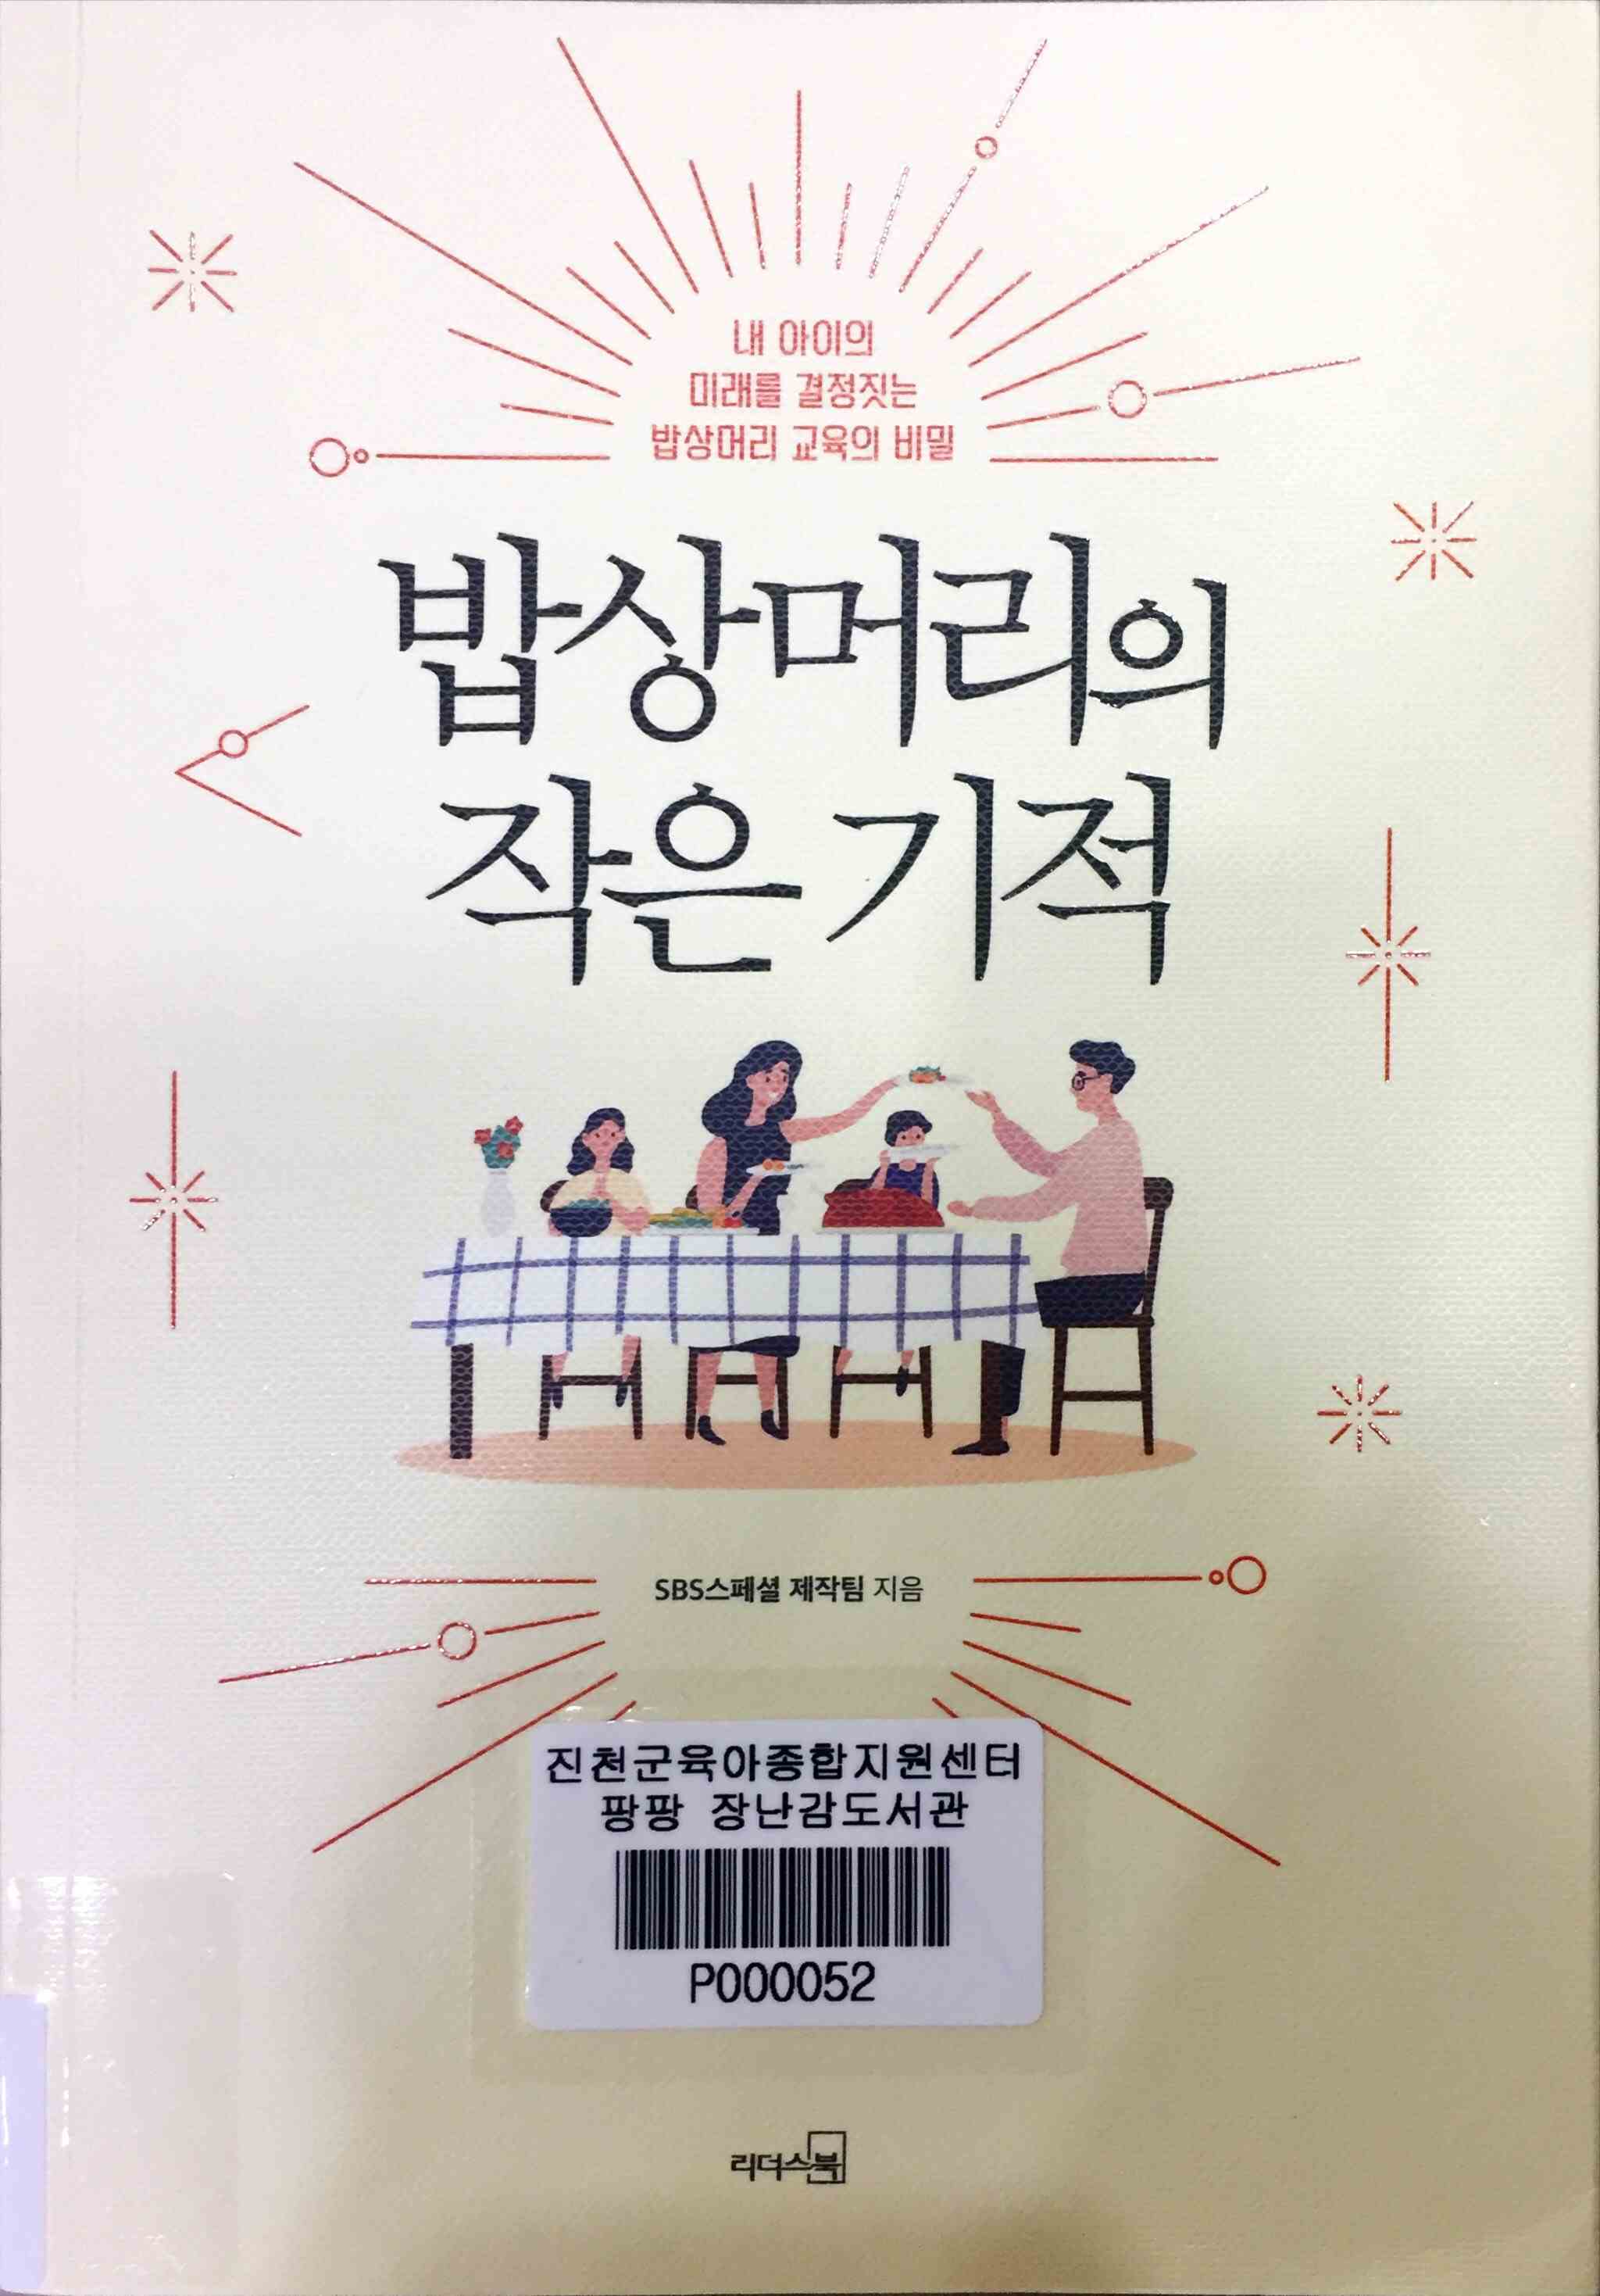 내 아이의
미래를 결정짓는
밥상머리 교육의 비밀
밥상머리의
작은 기적
SBS스페셜 제작팀 지음
진천군육아종합지원센터
팡팡 장난감도서관
P000052
리더스북